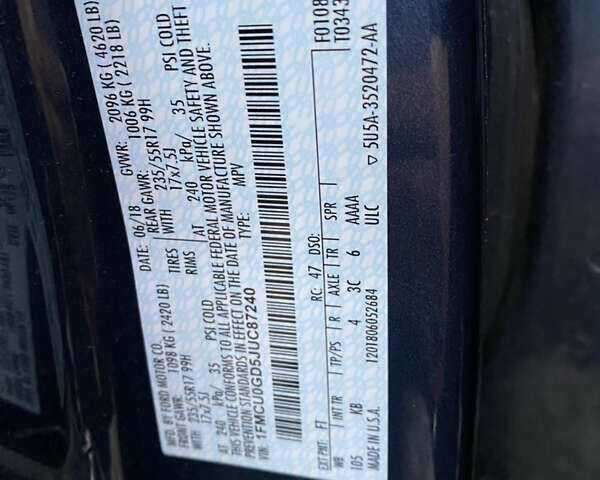 MFD. BY FORD MOTOR CO.
DATE: 06/18 GVWR: 2096 KG ( 4620 LB)
FRONT GAWR: 1098 KG ( 2420 LB) REAR GAWR: 1006 KG ( 2218 LB)
235/55R17 99H TIRES WITH 235/55R17 99H
17x7.5J RIMS 17x7.5J
AT 240 kPa/ 35 PSI COLD AT 240 kPa/ 35 PSI COLD
THIS VEHICLE CONFORMS TO ALL APPLICABLE FEDERAL MOTOR VEHICLE SAFETY AND THEFT
PREVENTION STANDARDS IN EFFECT ON THE DATE OF MANUFACTURE SHOWN ABOVE.
VIN: 1FMCU0GD5JUC87240 TYPE: MPV
F0108
T0343
EXT PNT: FT RC: 47 DSO:
WB INT TR TP/PS R AXLE TR SPR
105 KB 4 3C 6 AAAA
MADE IN U.S.A. 1201806052684 ULC
▽ 5U5A-3520472-AA